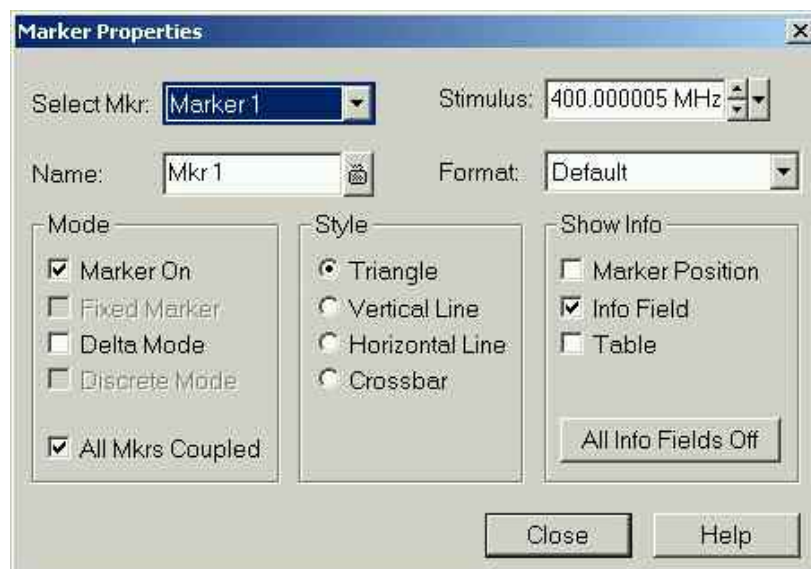 Marker Properties
Select Mkr: Marker 1
Stimulus: 400.000005 MHz
Name: Mkr 1
Format: Default
Mode
Marker On
Fixed Marker
Delta Mode
Discrete Mode
All Mkrs Coupled
Style
Triangle
Vertical Line
Horizontal Line
Crossbar
Show Info
Marker Position
Info Field
Table
All Info Fields Off
Close
Help